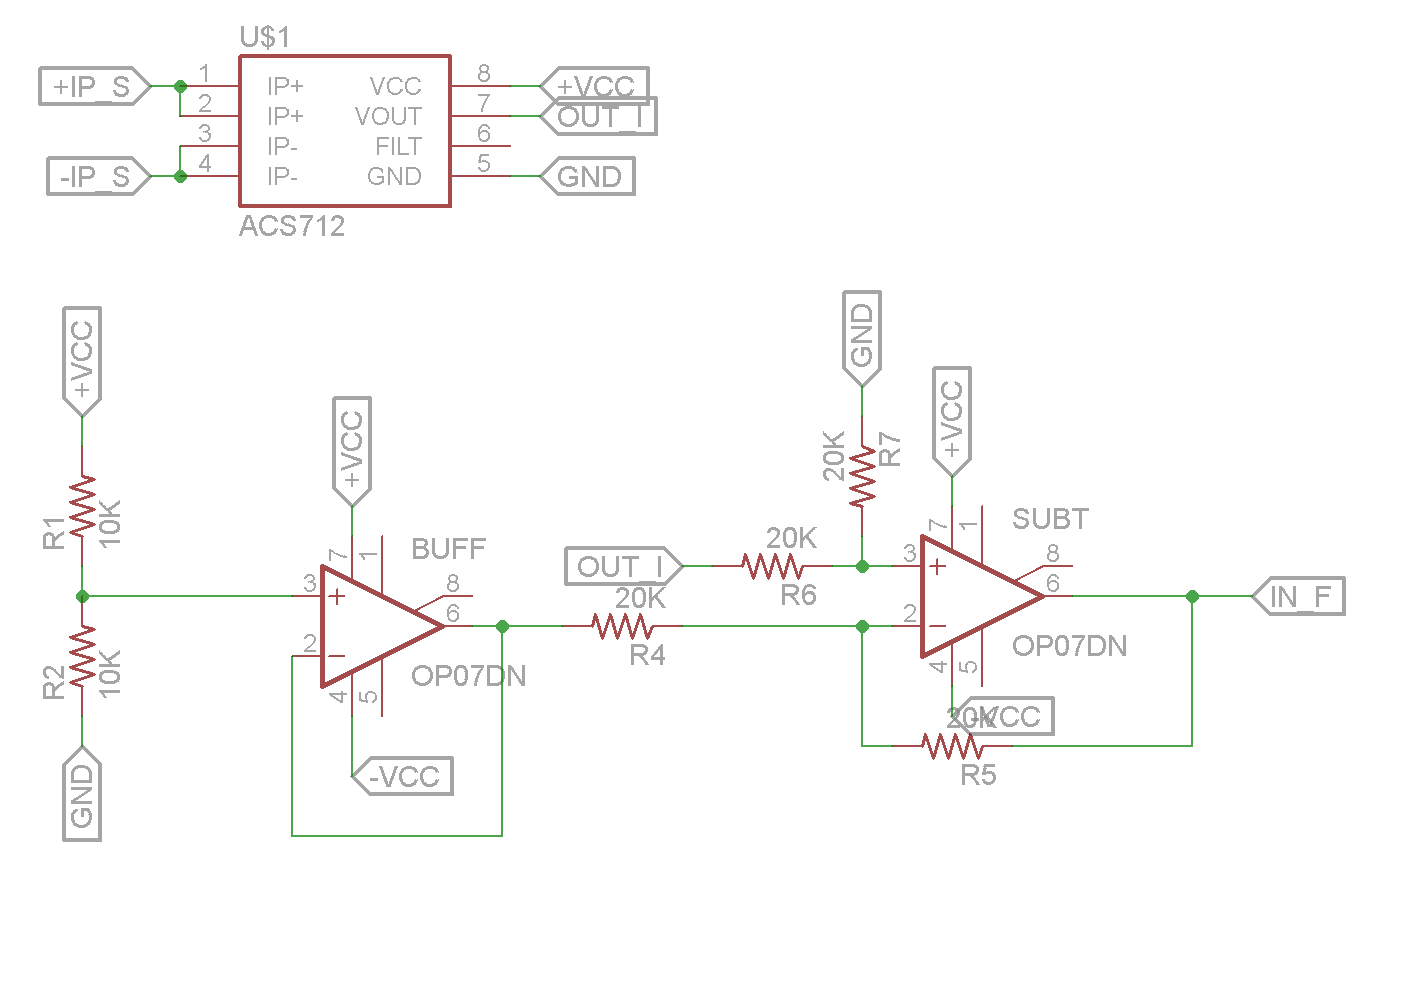 U$1
+IP_S
1
IP+
VCC
8
+VCC
2
IP+
VOUT
7
OUT_I
3
IP-
FILT
6
-IP_S
4
IP-
GND
5
GND
ACS712
+VCC
R1
10K
R2
10K
GND
+VCC
7
1
BUFF
3
+
8
6
2
-
4
5
OP07DN
-VCC
OUT_I
20K
R6
20K
R4
GND
20K
R7
+VCC
7
1
SUBT
3
+
8
6
2
-
4
5
OP07DN
-VCC
20K
R5
IN_F